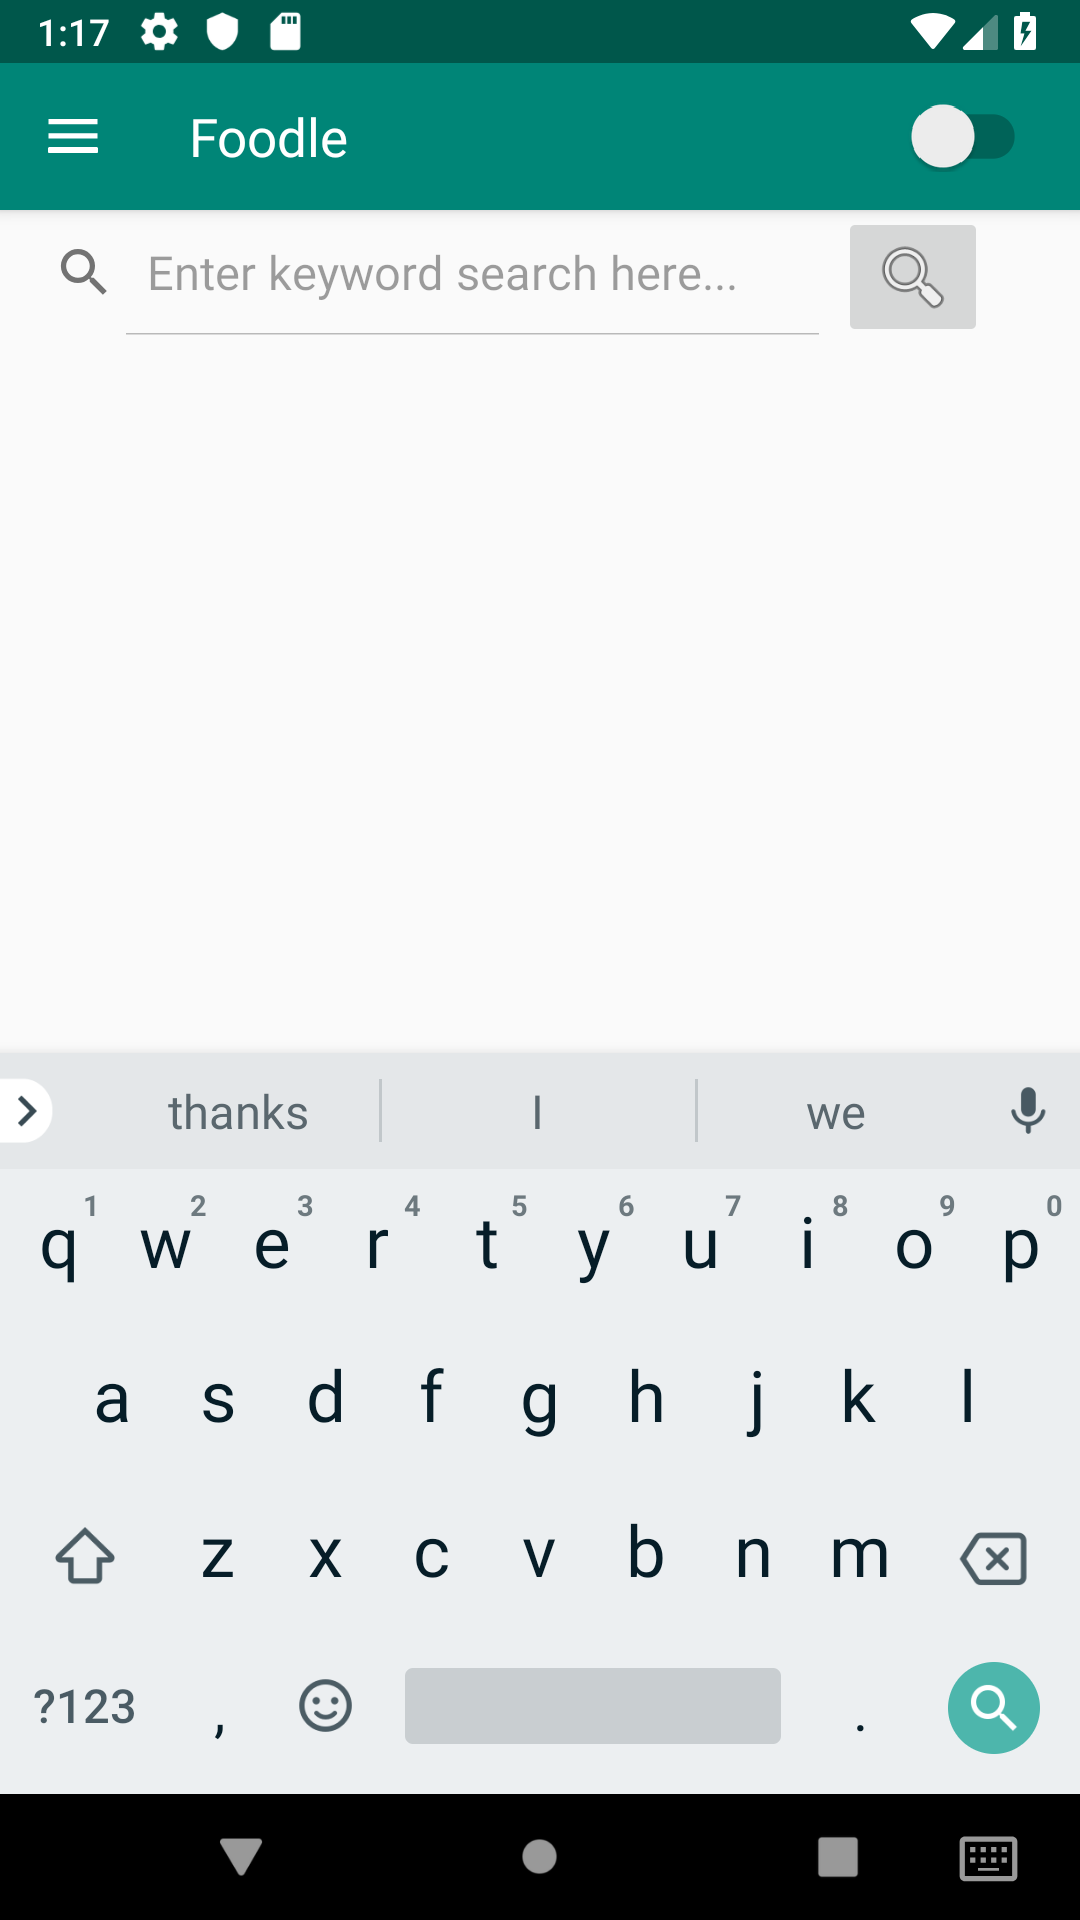 1:17
Foodle
Enter keyword search here...
thanks I we
1 2 3 4 5 6 7 8 9 0
q w e r t y u i o p
a s d f g h j k l
z x c v b n m
?123 , .